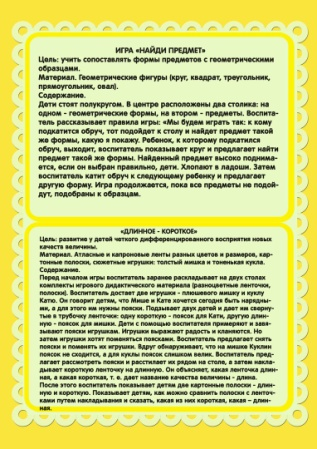 ИГРА «НАЙДИ ПРЕДМЕТ»
Цель: учить сопоставлять формы предметов с геометрическими
образцами.
Материал. Геометрические фигуры (круг, квадрат, треугольник,
прямоугольник, овал).
Содержание.
Дети стоят полукругом. В центре расположены два столика: на
одном - геометрические формы, на втором - предметы. Воспита-
тель рассказывает правила игры: «Мы будем играть так: к кому
подкатится обруч, тот подойдет к столу и найдет предмет такой
же формы, какую я покажу. Ребенок, к которому подкатился
обруч, выходит, воспитатель показывает круг и предлагает найти
предмет такой же формы. Найденный предмет высоко поднима-
ется, если он выбран правильно, дети. Хлопают в ладоши. Затем
воспитатель катит обруч к следующему ребенку и предлагает
другую форму. Игра продолжается, пока все предметы не подой-
дут, подобраны к образцам.
«ДЛИННОЕ - КОРОТКОЕ»
Цель: развитие у детей четкого дифференцированного восприятия новых
качеств величины.
Материал. Атласные и капроновые ленты разных цветов и размеров, кар-
тонные полоски, сюжетные игрушки: толстый мишка и тоненькая кукла.
Содержание.
Перед началом игры воспитатель заранее раскладывает на двух столах
комплекты игрового дидактического материала (разноцветные ленточки,
полоски). Воспитатель достает две игрушки - плюшевого мишку и куклу
Катю. Он говорит детям, что Мише и Кате хочется сегодня быть нарядны-
ми, а для этого им нужны пояски. Подзывает двух детей и дает им сверну-
тые в трубочку ленточки: одну короткую - поясок для Кати, другую длин-
ную - поясок для мишки. Дети с помощью воспитателя примеряют и завя-
зывают пояски игрушкам. Игрушки выражают радость и кланяются. Но
затем игрушки хотят поменяться поясками. Воспитатель предлагает снять
пояски и поменять их игрушки. Вдруг обнаруживает, что на мишке Куклин
поясок не сходится, а для куклы поясок слишком велик. Воспитатель пред-
лагает рассмотреть пояски и расстилает их рядом на столе, а затем накла-
дывает короткую ленточку на длинную. Он объясняет, какая ленточка длин-
ная, а какая короткая, т. е. дает название качества величины - длина.
После этого воспитатель показывает детям две картонные полоски - длин-
ную и короткую. Показывает детям, как можно сравнить полоски с ленточ-
ками путем накладывания и сказать, какая из них короткая, какая – длин-
ная.